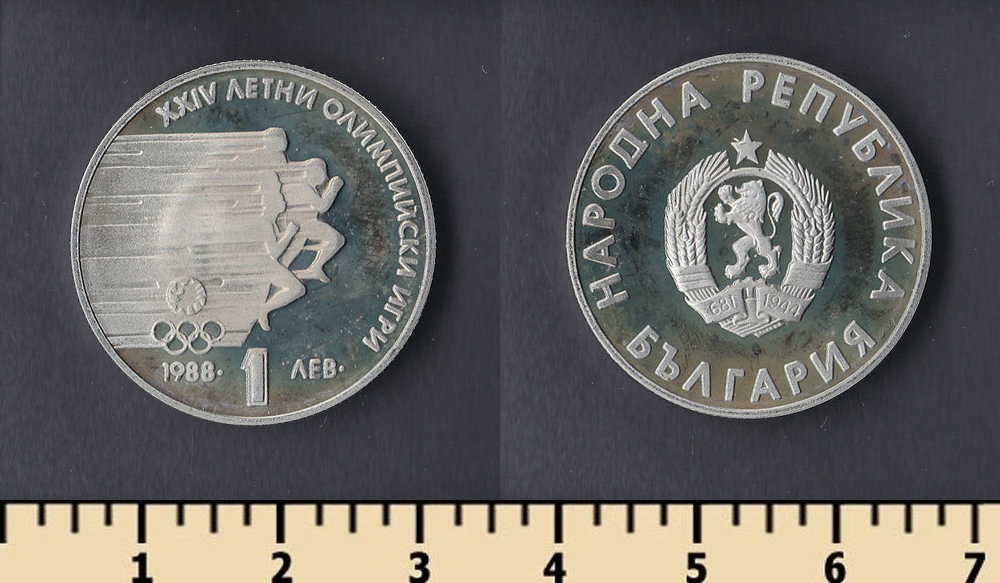 XXIV ЛЕТНИ ОЛИМПИЙСКИ ИГРИ
1988· 1 ЛЕВ·
НАРОДНА РЕПУБЛИКА
БЪЛГАРИЯ
681 1944
1 2 3 4 5 6 7